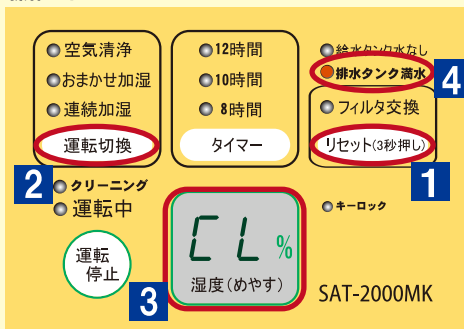 空気清浄
おまかせ加湿
連続加湿
運転切換
12時間
10時間
8時間
タイマー
給水タンク水なし
排水タンク満水
4
フィルタ交換
リセット(3秒押し)
1
2
クリーニング
運転中
キーロック
運転
停止
CL %
湿度(めやす)
3
SAT-2000MK